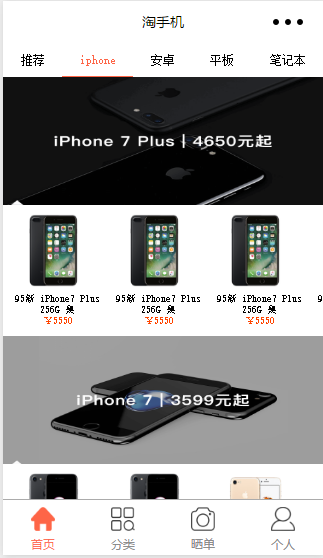 淘手机
推荐 iphone 安卓 平板 笔记本
iPhone 7 Plus | 4650元起
95新 iPhone7 Plus 256G 美 ¥5550
95新 iPhone7 Plus 256G 美 ¥5550
95新 iPhone7 Plus 256G 美 ¥5550
9
iPhone 7 | 3599元起
首页 分类 晒单 个人